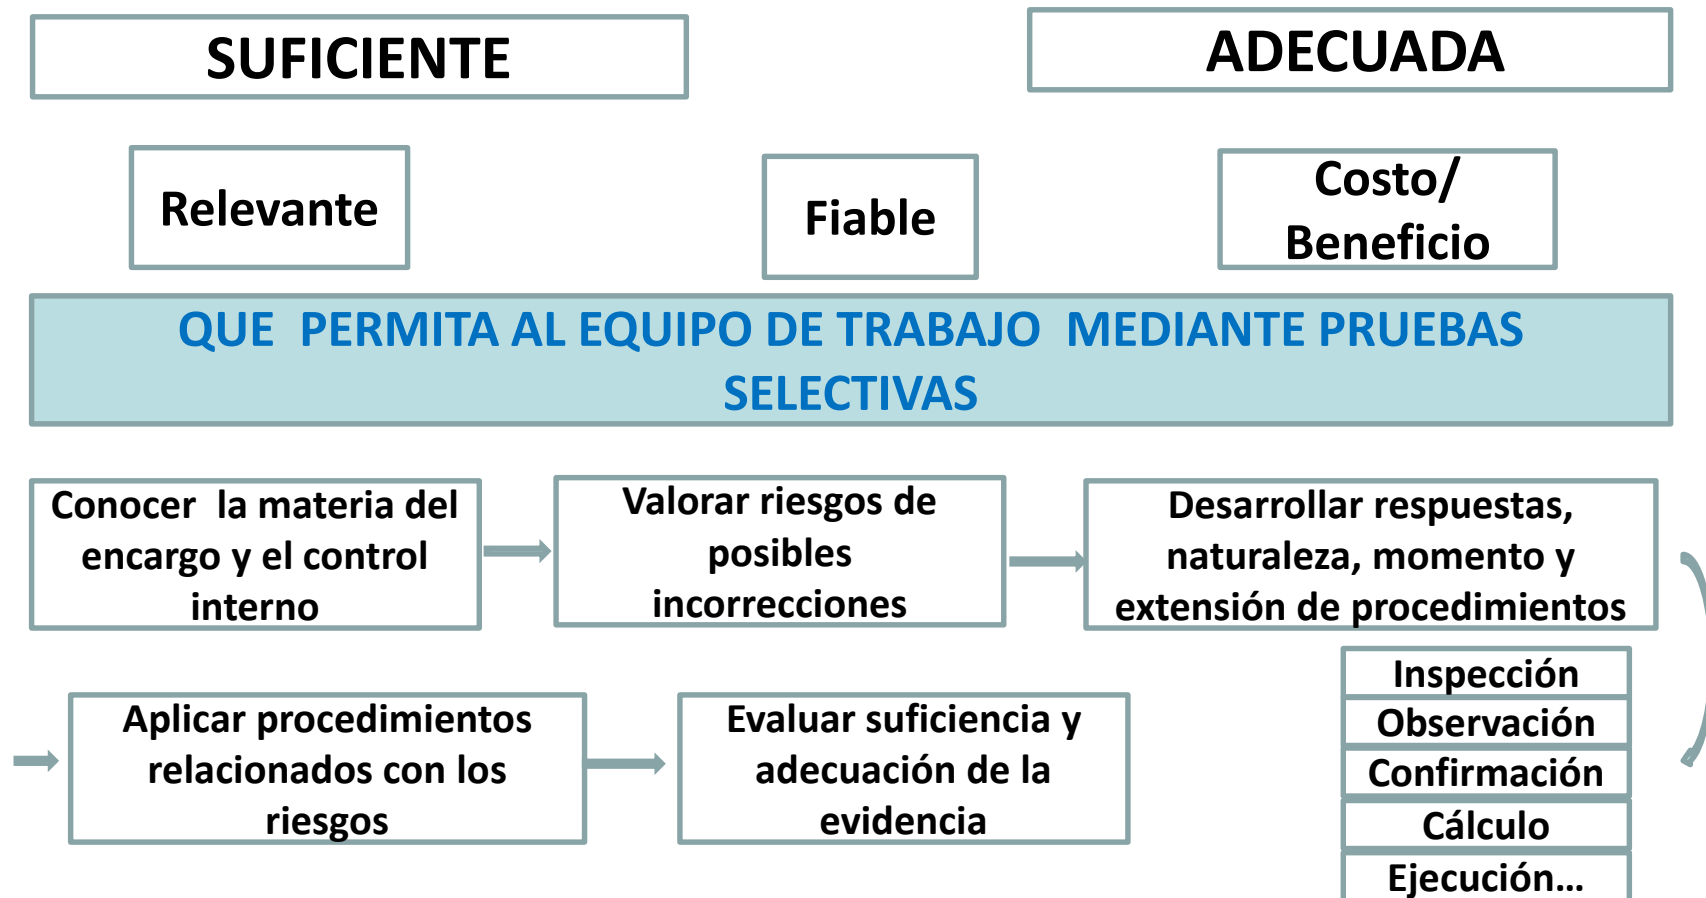 SUFICIENTE
ADECUADA
Relevante
Fiable
Costo/
Beneficio
QUE PERMITA AL EQUIPO DE TRABAJO MEDIANTE PRUEBAS
SELECTIVAS
Conocer la materia del
encargo y el control
interno
Valorar riesgos de
posibles
incorrecciones
Desarrollar respuestas,
naturaleza, momento y
extensión de procedimientos
Inspección
Observación
Confirmación
Cálculo
Ejecución...
Aplicar procedimientos
relacionados con los
riesgos
Evaluar suficiencia y
adecuación de la
evidencia